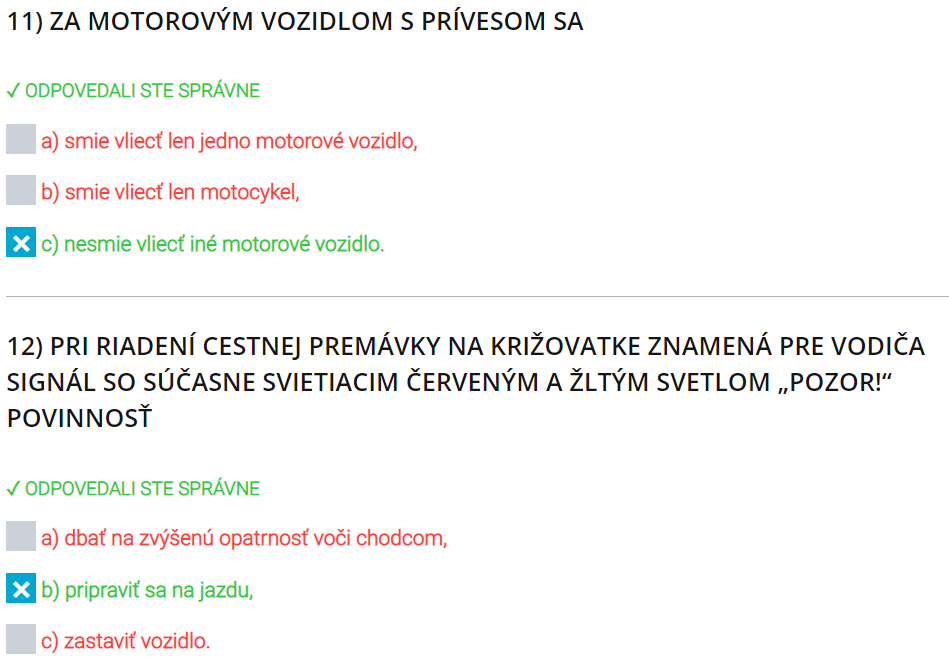 11) ZA MOTOROVÝM VOZIDLOM S PRÍVESOM SA
✓ ODPOVEDALI STE SPRÁVNE
a) smie vliecť len jedno motorové vozidlo,
b) smie vliecť len motocykel,
c) nesmie vliecť iné motorové vozidlo.
12) PRI RIADENÍ CESTNEJ PREMÁVKY NA KRIŽOVATKE ZNAMENÁ PRE VODIČA
SIGNÁL SO SÚČASNE SVIETIACIM ČERVENÝM A ŽLTÝM SVETLOM „POZOR!“
POVINNOSŤ
✓ ODPOVEDALI STE SPRÁVNE
a) dbať na zvýšenú opatrnosť voči chodcom,
b) pripraviť sa na jazdu,
c) zastaviť vozidlo.